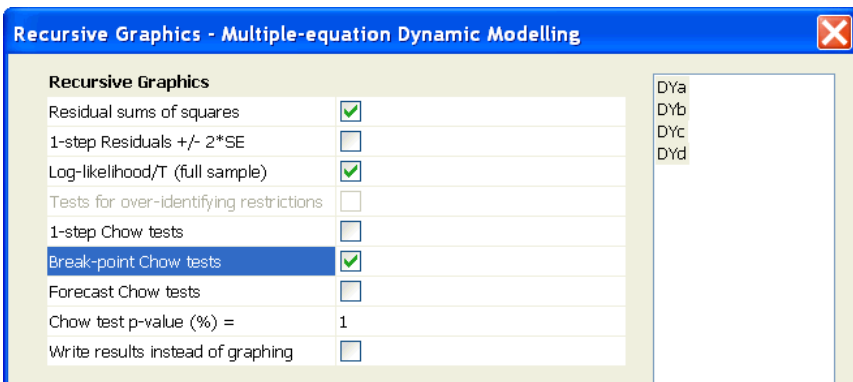 Recursive Graphics - Multiple-equation Dynamic Modelling
Recursive Graphics
Residual sums of squares
1-step Residuals +/- 2*SE
Log-likelihood/T (full sample)
Tests for over-identifying restrictions
1-step Chow tests
Break-point Chow tests
Forecast Chow tests
Chow test p-value (%) = 1
Write results instead of graphing
DYa
DYb
DYc
DYd